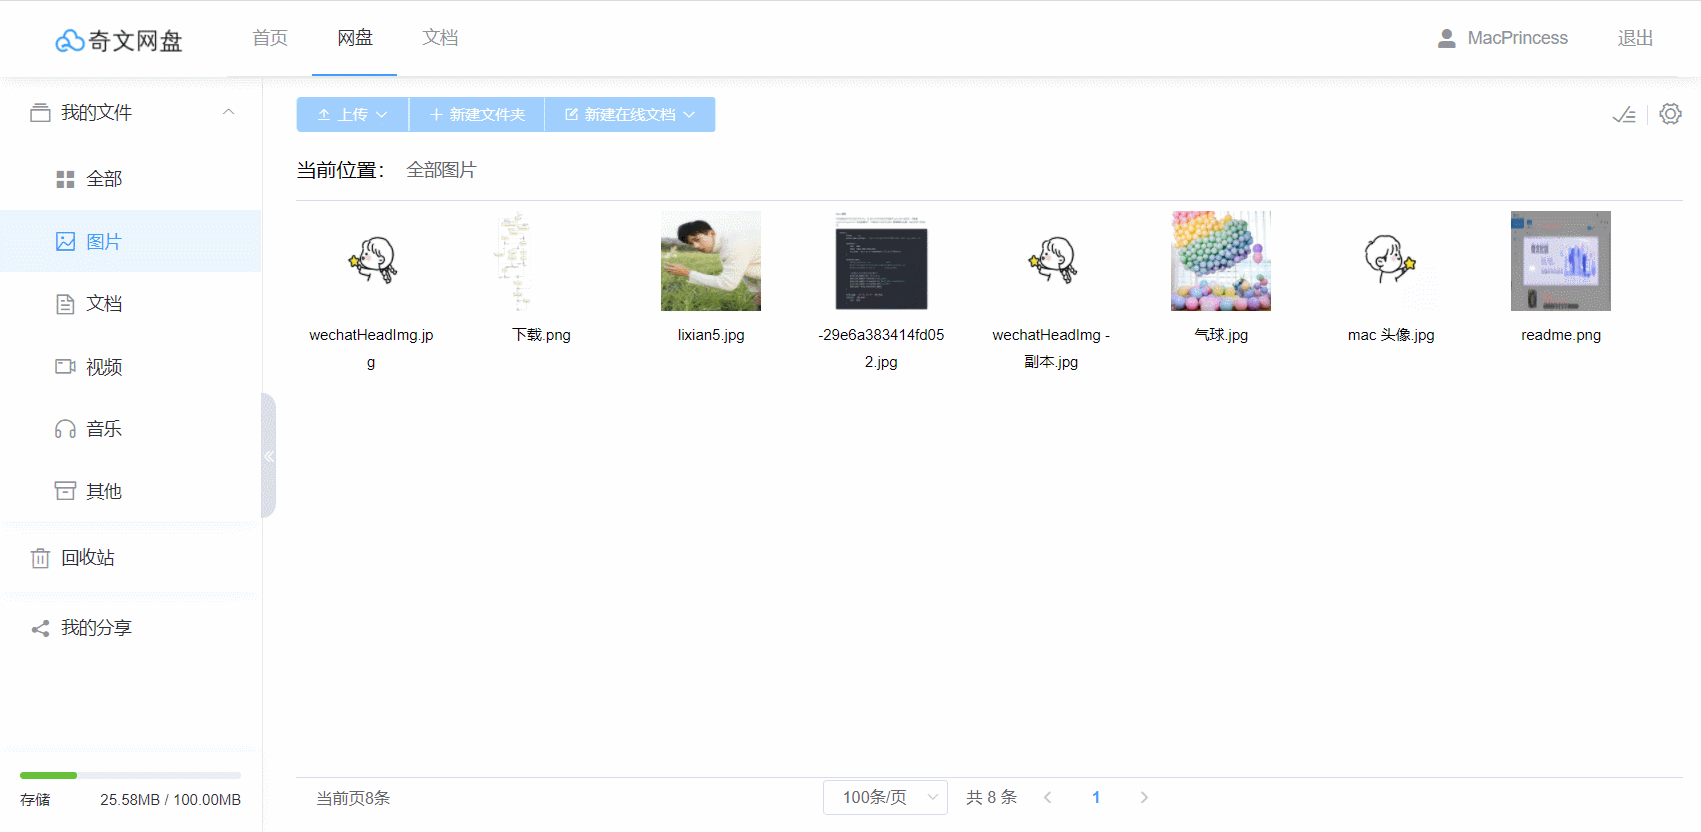 奇文网盘
首页
网盘
文档
MacPrincess
退出
我的文件
全部
图片
文档
视频
音乐
其他
回收站
我的分享
存储
25.58MB / 100.00MB
上传
新建文件夹
新建在线文档
当前位置：
全部图片
wechatHeadImg.jp
g
下载.png
lixian5.jpg
-29e6a383414fd05
2.jpg
wechatHeadImg -
副本.jpg
气球.jpg
mac 头像.jpg
readme.png
当前页8条
100条/页
共 8 条
1